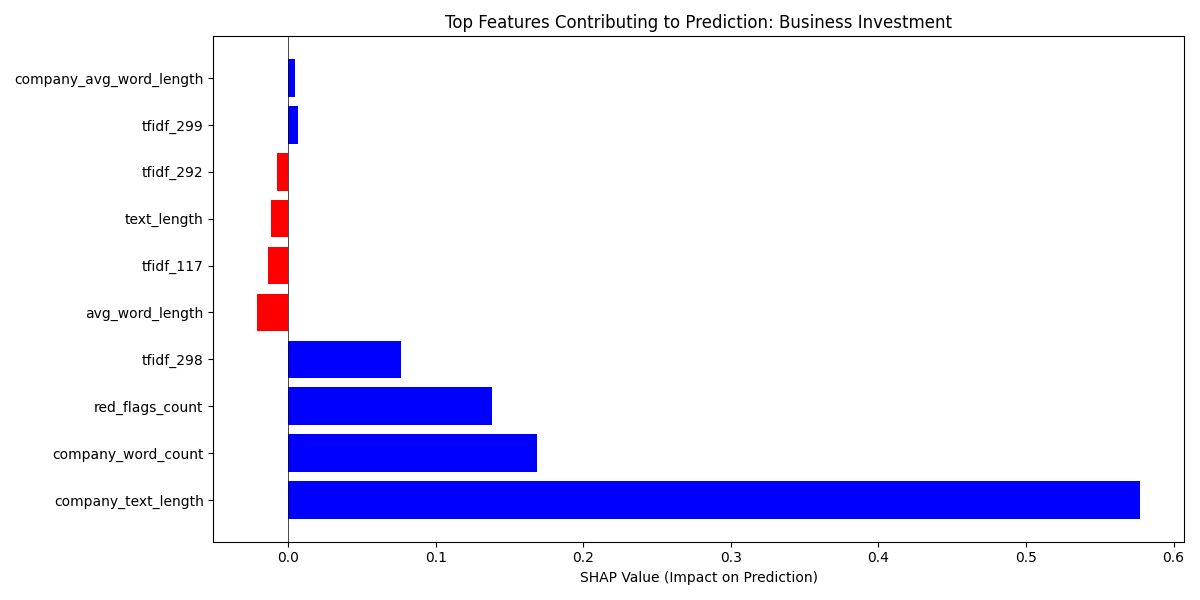 Top Features Contributing to Prediction: Business Investment
company_avg_word_length
tfidf_299
tfidf_292
text_length
tfidf_117
avg_word_length
tfidf_298
red_flags_count
company_word_count
company_text_length
0.0 0.1 0.2 0.3 0.4 0.5 0.6
SHAP Value (Impact on Prediction)